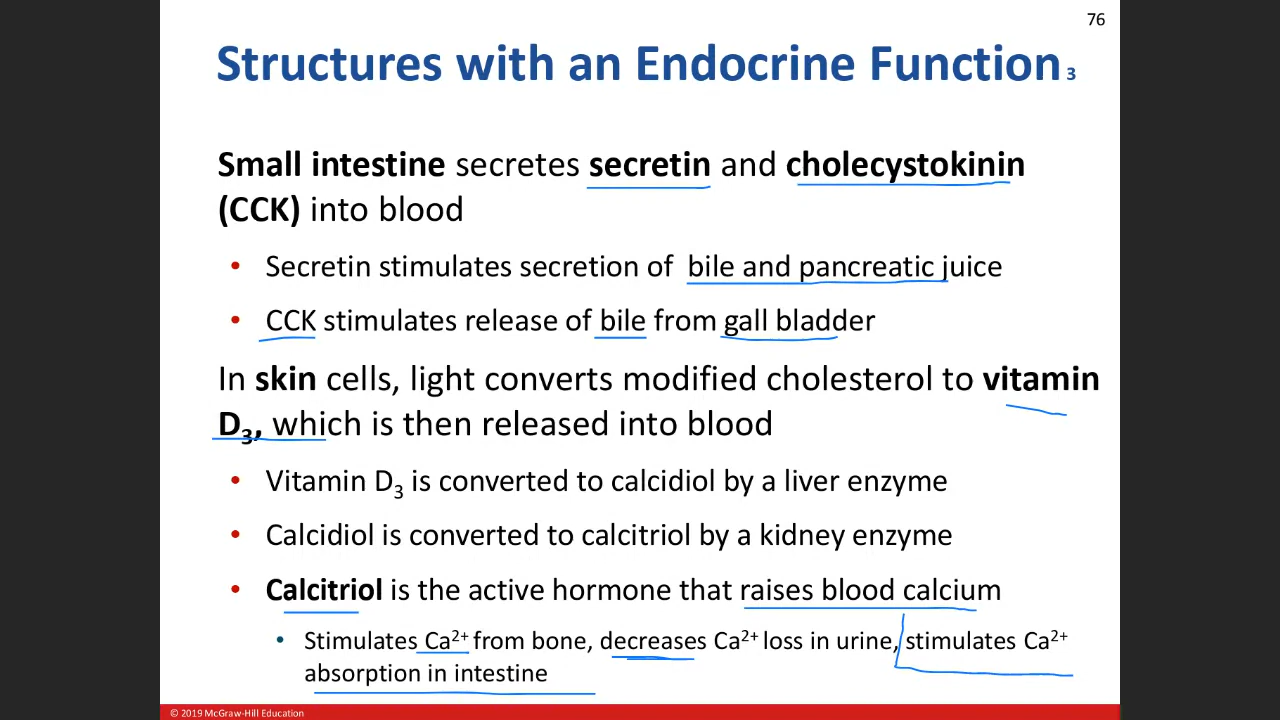 76
Structures with an Endocrine Function 3
Small intestine secretes secretin and cholecystokinin
(CCK) into blood
• Secretin stimulates secretion of bile and pancreatic juice
• CCK stimulates release of bile from gall bladder
In skin cells, light converts modified cholesterol to vitamin
D₃, which is then released into blood
• Vitamin D₃ is converted to calcidiol by a liver enzyme
• Calcidiol is converted to calcitriol by a kidney enzyme
• Calcitriol is the active hormone that raises blood calcium
• Stimulates Ca²⁺ from bone, decreases Ca²⁺ loss in urine, stimulates Ca²⁺
absorption in intestine
© 2019 McGraw-Hill Education